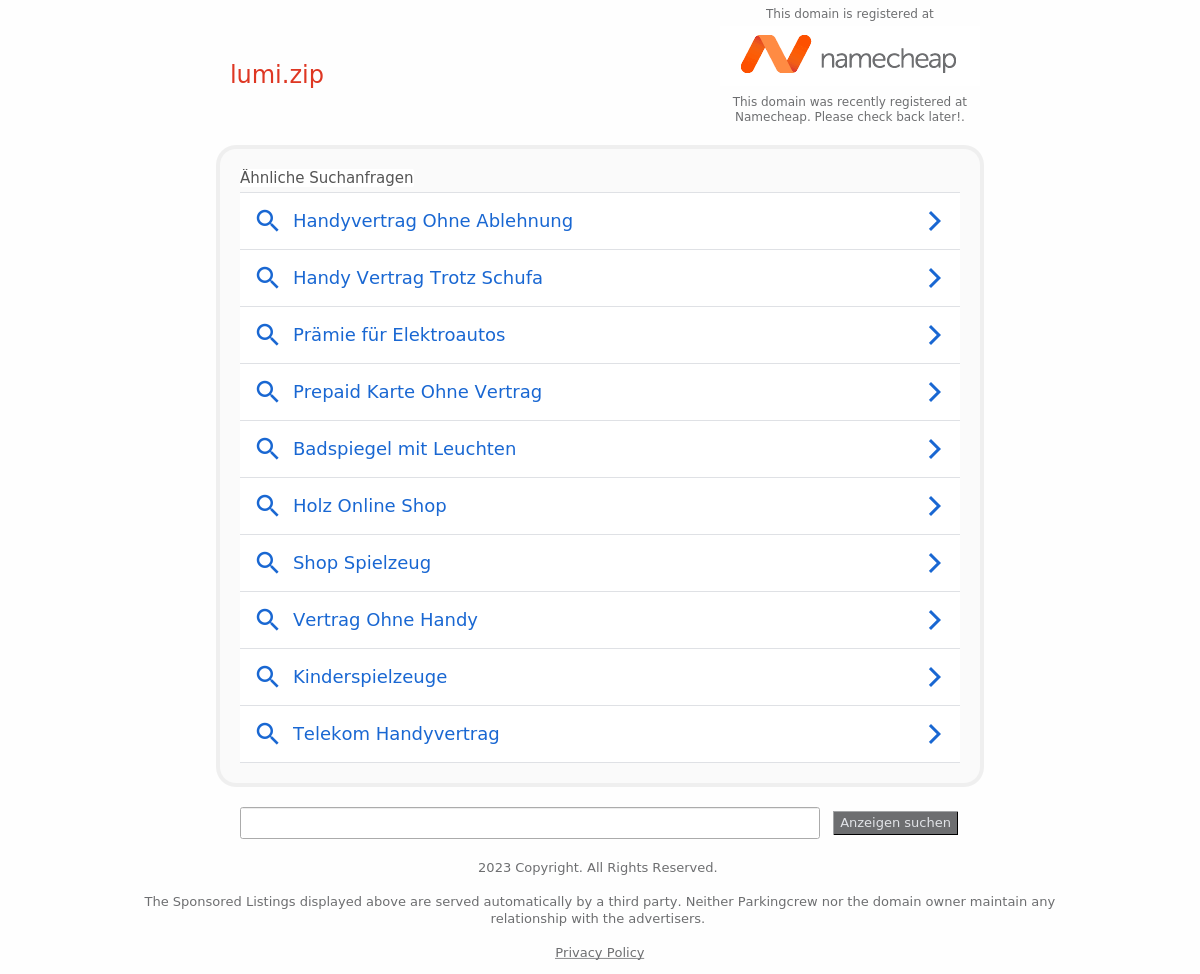 This domain is registered at
namecheap
lumi.zip
This domain was recently registered at
Namecheap. Please check back later!.
Ähnliche Suchanfragen
Handyvertrag Ohne Ablehnung
Handy Vertrag Trotz Schufa
Prämie für Elektroautos
Prepaid Karte Ohne Vertrag
Badspiegel mit Leuchten
Holz Online Shop
Shop Spielzeug
Vertrag Ohne Handy
Kinderspielzeuge
Telekom Handyvertrag
Anzeigen suchen
2023 Copyright. All Rights Reserved.
The Sponsored Listings displayed above are served automatically by a third party. Neither Parkingcrew nor the domain owner maintain any
relationship with the advertisers.
Privacy Policy